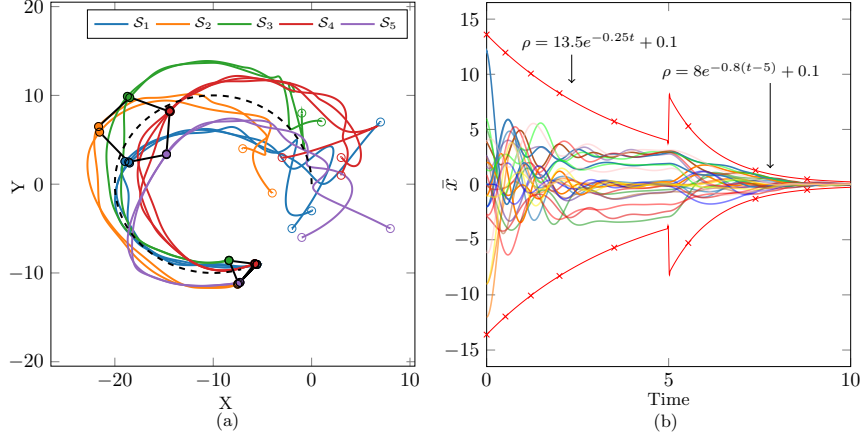 S₁ S₂ S₃ S₄ S₅
20
10
0
−10
−20
Y
−20 −10 0 10
X
(a)
ρ = 13.5e^{−0.25t} + 0.1
ρ = 8e^{−0.8(t−5)} + 0.1
15
10
5
0
−5
−10
−15
x̄
0 5 10
Time
(b)